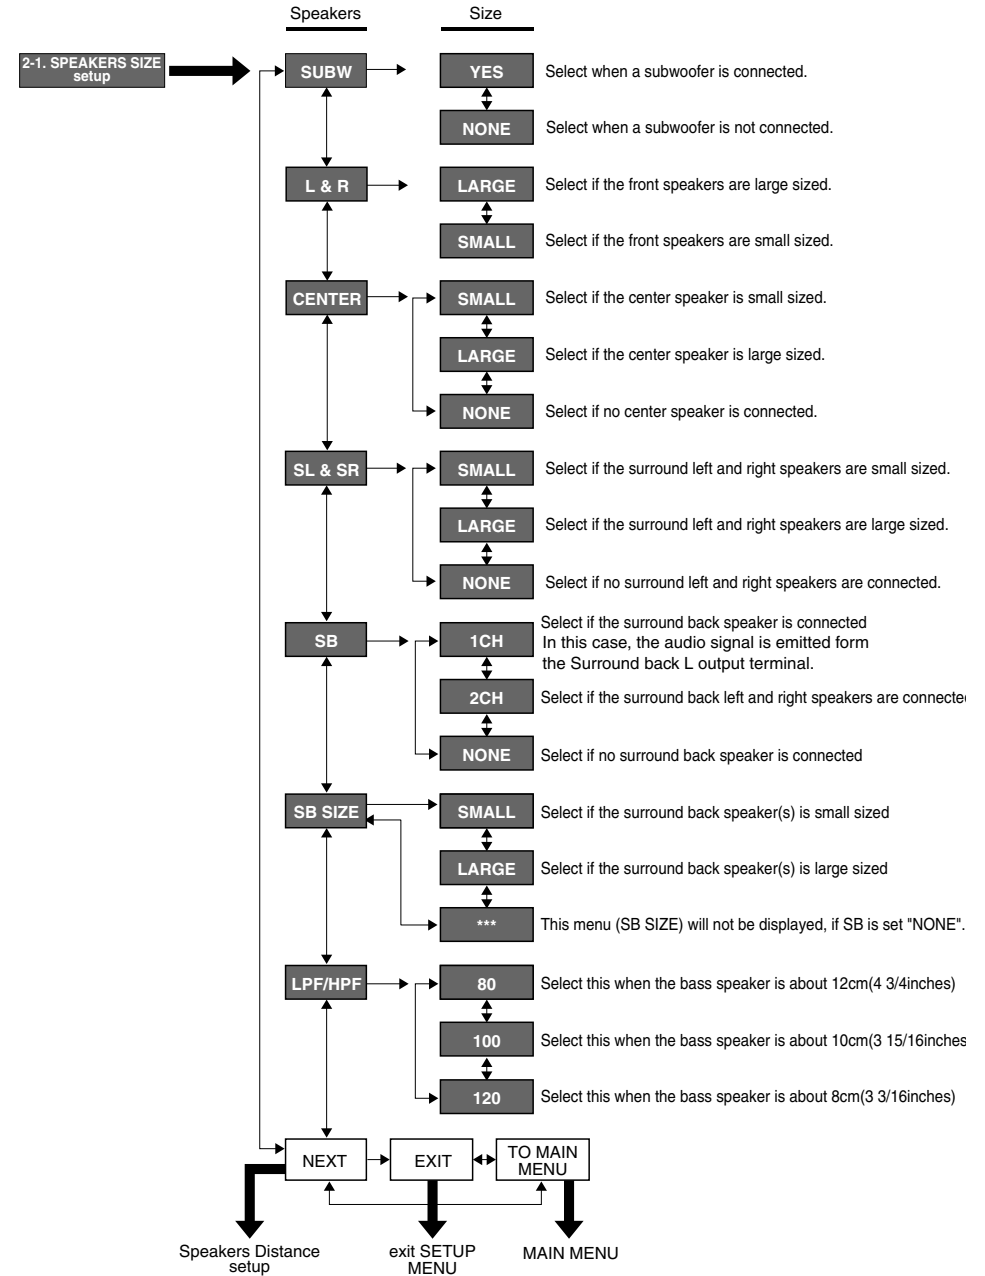 Speakers Size
2-1. SPEAKERS SIZE
setup
SUBW YES Select when a subwoofer is connected.
NONE Select when a subwoofer is not connected.
L & R LARGE Select if the front speakers are large sized.
SMALL Select if the front speakers are small sized.
CENTER SMALL Select if the center speaker is small sized.
LARGE Select if the center speaker is large sized.
NONE Select if no center speaker is connected.
SL & SR SMALL Select if the surround left and right speakers are small sized.
LARGE Select if the surround left and right speakers are large sized.
NONE Select if no surround left and right speakers are connected.
Select if the surround back speaker is connected
SB 1CH In this case, the audio signal is emitted form
the Surround back L output terminal.
2CH Select if the surround back left and right speakers are connecte
NONE Select if no surround back speaker is connected
SB SIZE SMALL Select if the surround back speaker(s) is small sized
LARGE Select if the surround back speaker(s) is large sized
*** This menu (SB SIZE) will not be displayed, if SB is set "NONE".
LPF/HPF 80 Select this when the bass speaker is about 12cm(4 3/4inches)
100 Select this when the bass speaker is about 10cm(3 15/16inches
120 Select this when the bass speaker is about 8cm(3 3/16inches)
NEXT EXIT TO MAIN
MENU
Speakers Distance
setup
exit SETUP
MENU
MAIN MENU